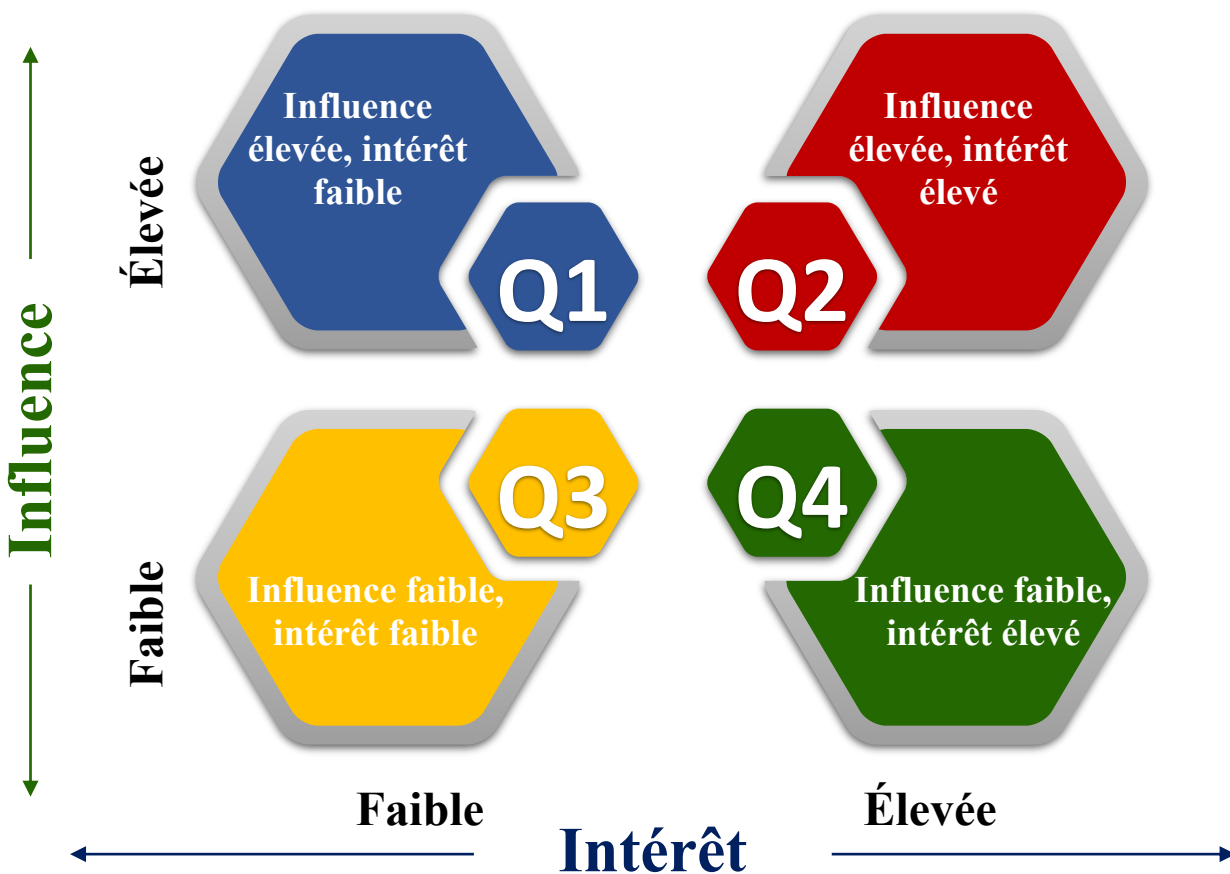 Influence
élevée, intérêt
faible
Q1
Influence
élevée, intérêt
élevé
Q2
Élevée
Influence
Q3
Influence faible,
intérêt faible
Q4
Influence faible,
intérêt élevé
Faible
Faible
Élevée
Intérêt